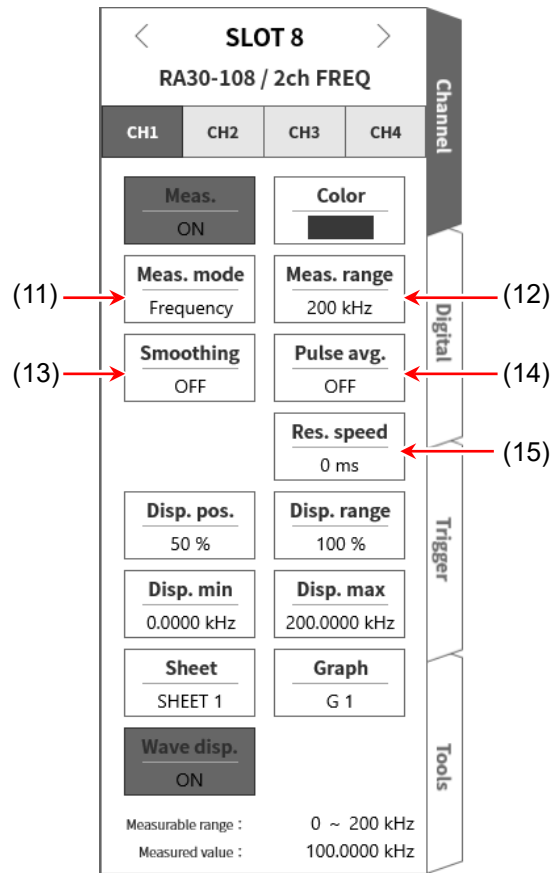 SLOT 8
RA30-108 / 2ch FREQ
CH1 CH2 CH3 CH4
Meas. Color
ON
Meas. mode Meas. range
Frequency 200 kHz
(11) (12)
Smoothing Pulse avg.
OFF OFF
(13) (14)
Res. speed
0 ms
(15)
Disp. pos. Disp. range
50 % 100 %
Disp. min Disp. max
0.0000 kHz 200.0000 kHz
Sheet Graph
SHEET 1 G 1
Wave disp.
ON
Measurable range : 0 ~ 200 kHz
Measured value : 100.0000 kHz
Channel
Digital
Trigger
Tools